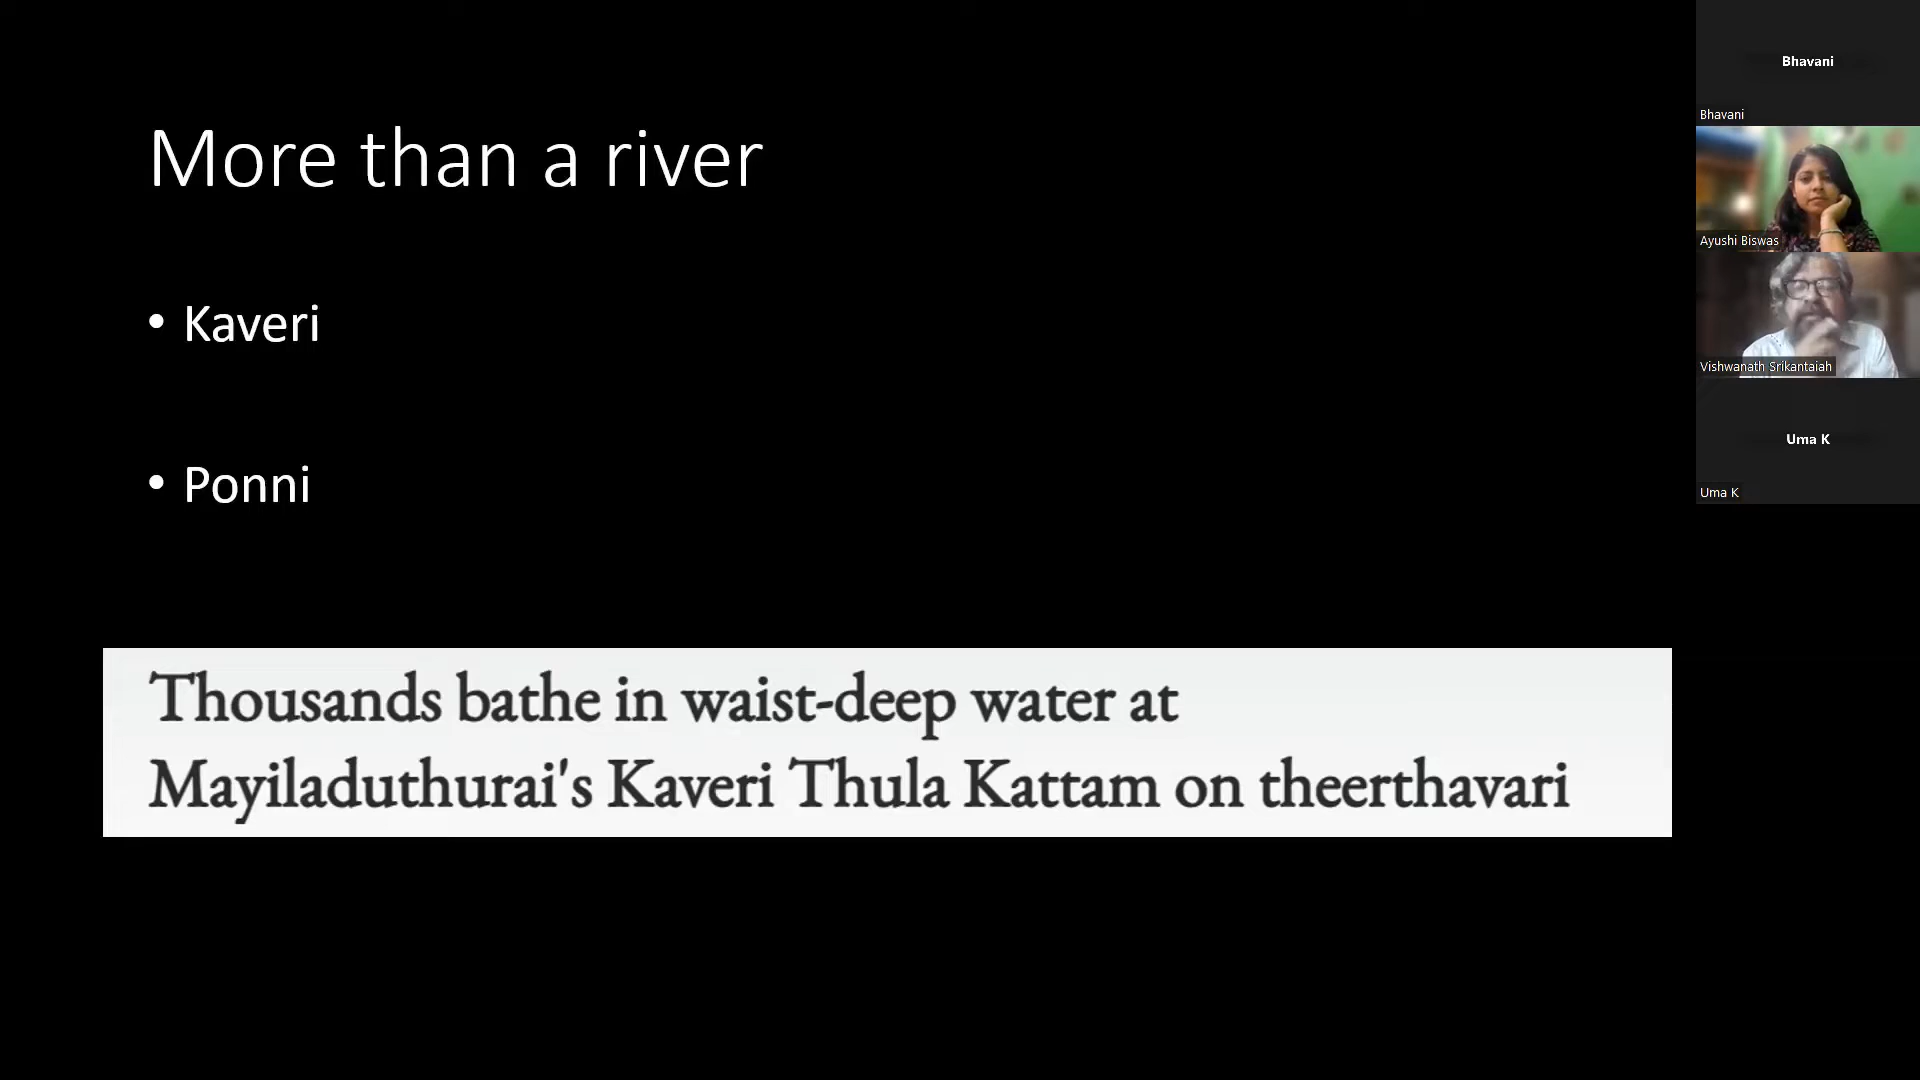 More than a river
• Kaveri
• Ponni
Thousands bathe in waist-deep water at
Mayiladuthurai's Kaveri Thula Kattam on theerthavari
Bhavani
Bhavani
Ayushi Biswas
Vishwanath Srikantaiah
Uma K
Uma K